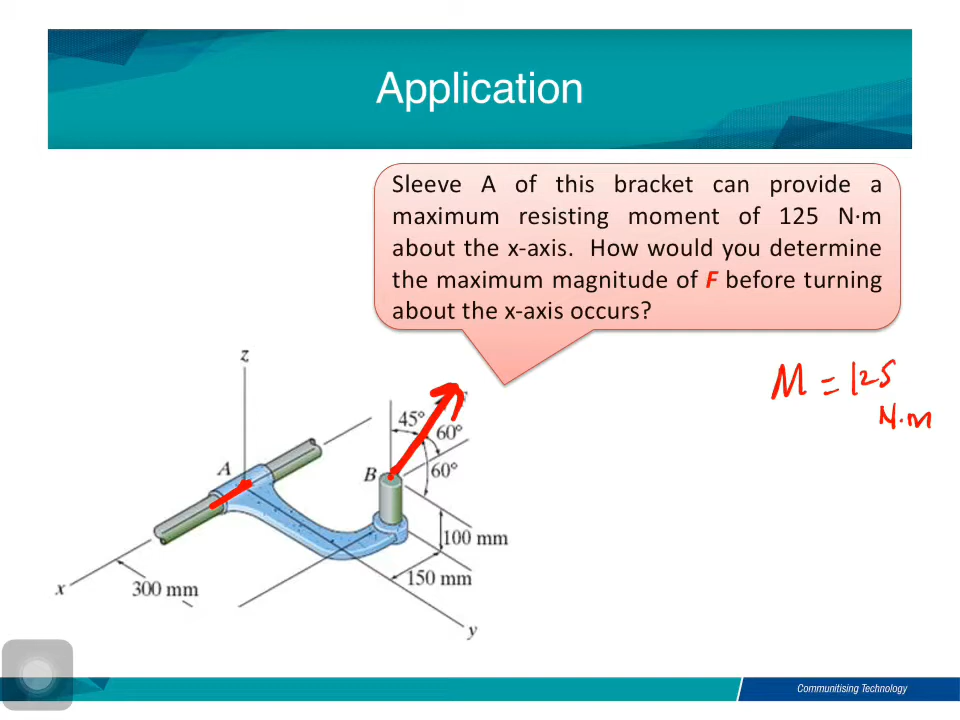 Application
Sleeve A of this bracket can provide a
maximum resisting moment of 125 N·m
about the x-axis. How would you determine
the maximum magnitude of F before turning
about the x-axis occurs?
M = 125
N·m
z
45°
60°
A
B
60°
100 mm
150 mm
x
300 mm
y
Communitising Technology